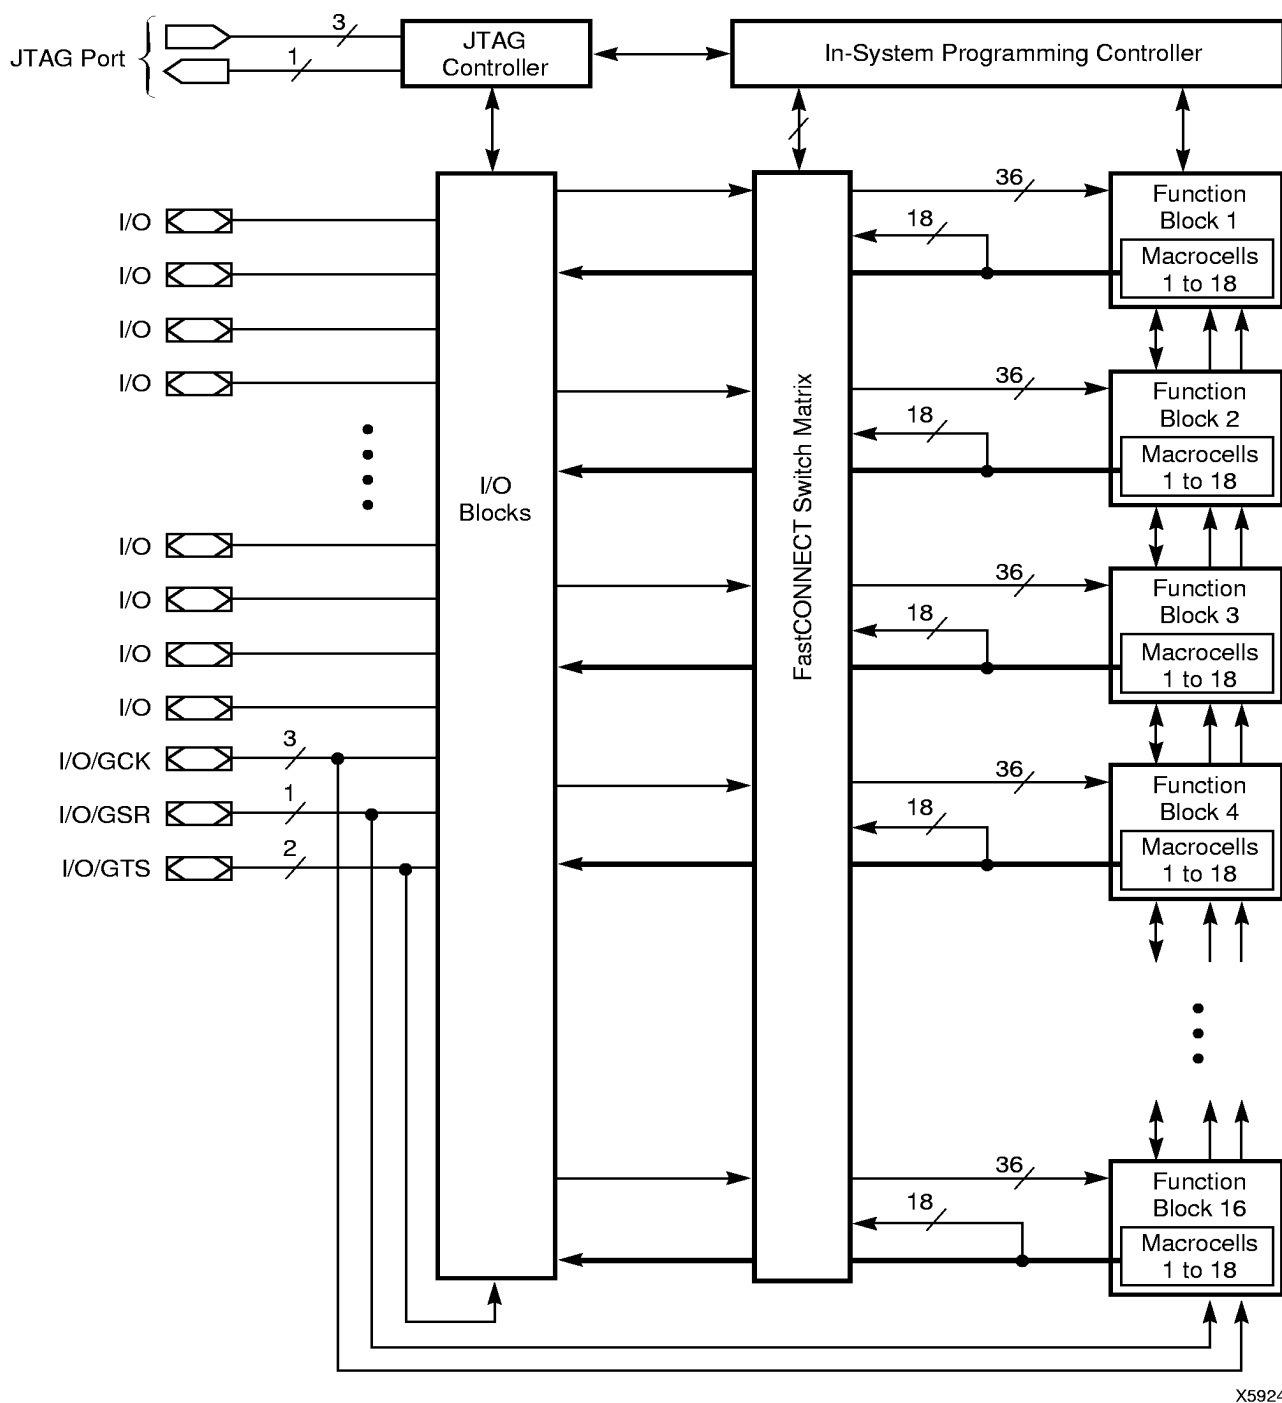 3
JTAG Port
1
JTAG
Controller
In-System Programming Controller
I/O
I/O
I/O
I/O
I/O
I/O
I/O
I/O
I/O/GCK
3
I/O/GSR
1
I/O/GTS
2
I/O
Blocks
FastCONNECT Switch Matrix
36
18
Function
Block 1
Macrocells
1 to 18
36
18
Function
Block 2
Macrocells
1 to 18
36
18
Function
Block 3
Macrocells
1 to 18
36
18
Function
Block 4
Macrocells
1 to 18
36
18
Function
Block 16
Macrocells
1 to 18
X5924